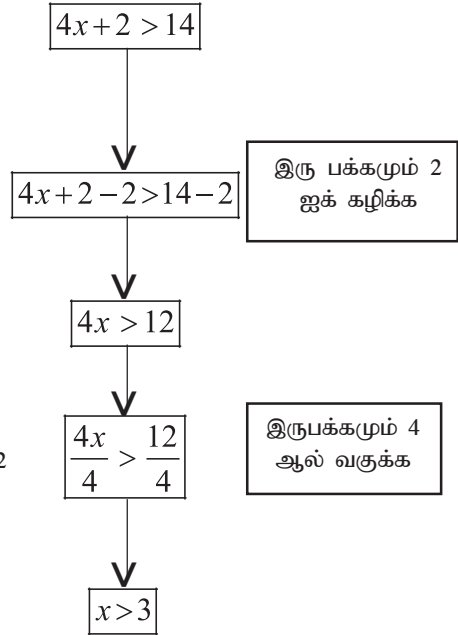 4x + 2 > 14
4x + 2 − 2 > 14 − 2
இரு பக்கமும் 2
ஐக் கழிக்க
4x > 12
2
4x/4 > 12/4
இருபக்கமும் 4
ஆல் வகுக்க
x > 3